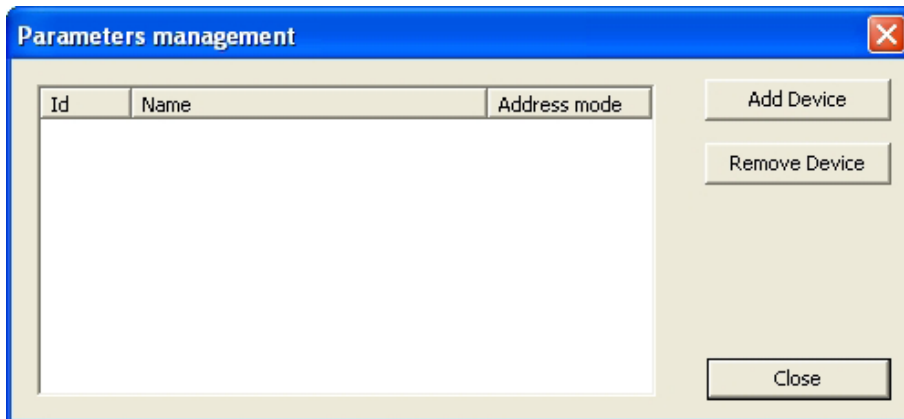 Parameters management
Id Name Address mode
Add Device
Remove Device
Close